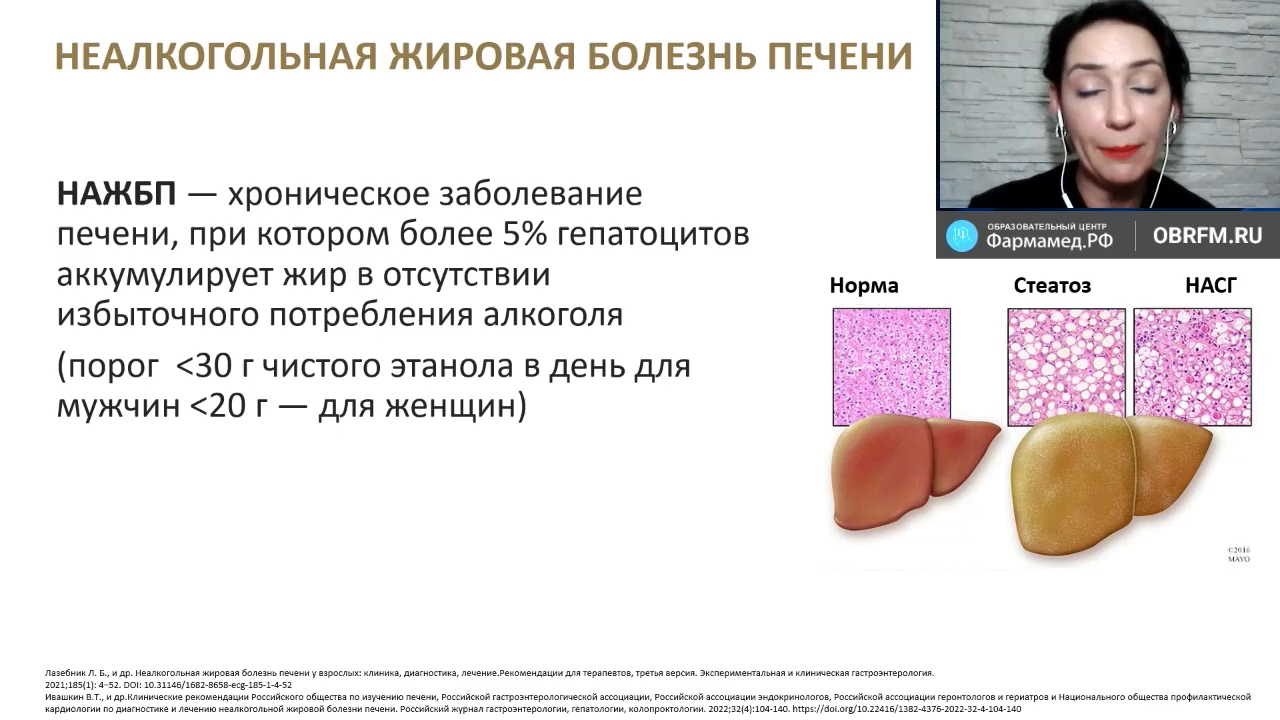 НЕАЛКОГОЛЬНАЯ ЖИРОВАЯ БОЛЕЗНЬ ПЕЧЕНИ
ОБРАЗОВАТЕЛЬНЫЙ ЦЕНТР
Фармамед.РФ
OBRFM.RU
НАЖБП — хроническое заболевание
печени, при котором более 5% гепатоцитов
аккумулирует жир в отсутствии
избыточного потребления алкоголя
(порог <30 г чистого этанола в день для
мужчин <20 г — для женщин)
Норма
Стеатоз
НАСГ
©2016
MAYO
Лазебник Л. Б., и др. Неалкогольная жировая болезнь печени у взрослых: клиника, диагностика, лечение.Рекомендации для терапевтов, третья версия. Экспериментальная и клиническая гастроэнтерология.
2021;185(1): 4–52. DOI: 10.31146/1682-8658-ecg-185-1-4-52
Ивашкин В.Т., и др.Клинические рекомендации Российского общества по изучению печени, Российской гастроэнтерологической ассоциации, Российской ассоциации эндокринологов, Российской ассоциации геронтологов и гериатров и Национального общества профилактической
кардиологии по диагностике и лечению неалкогольной жировой болезни печени. Российский журнал гастроэнтерологии, гепатологии, колопроктологии. 2022;32(4):104-140. https://doi.org/10.22416/1382-4376-2022-32-4-104-140